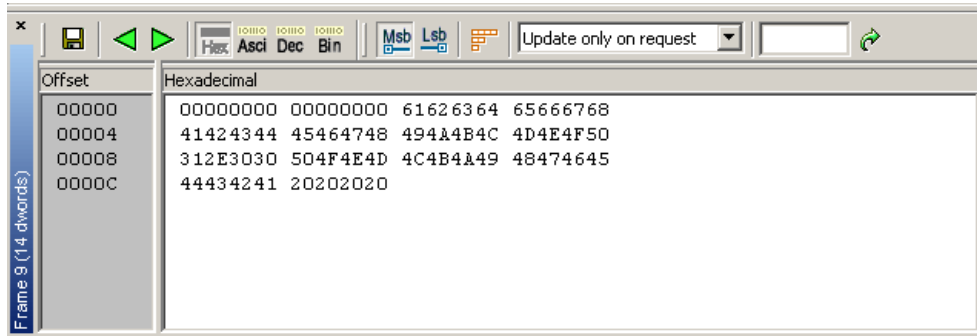 x
Hex Asci Dec Bin Msb Lsb Update only on request
Offset Hexadecimal
00000 00000000 00000000 61626364 65666768
00004 41424344 45464748 494A4B4C 4D4E4F50
00008 312E3030 504F4E4D 4C4B4A49 48474645
0000C 44434241 20202020
Frame 9 (14 dwords)